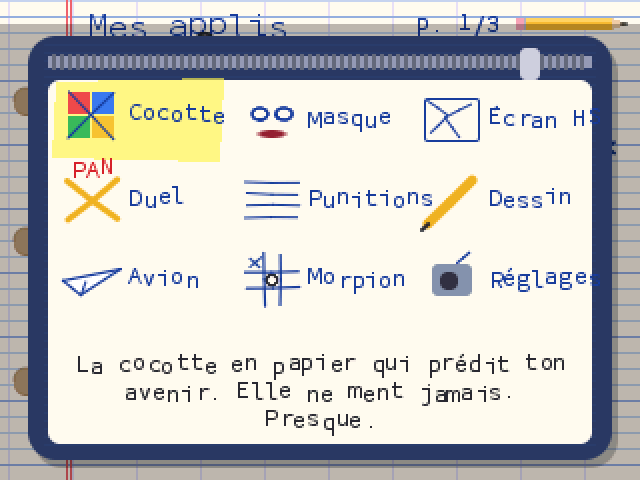 Mes applis p. 1/3
Cocotte Masque Écran HS
PAN
Duel Punitions Dessin
Avion Morpion Réglages
La cocotte en papier qui prédit ton
avenir. Elle ne ment jamais.
Presque.